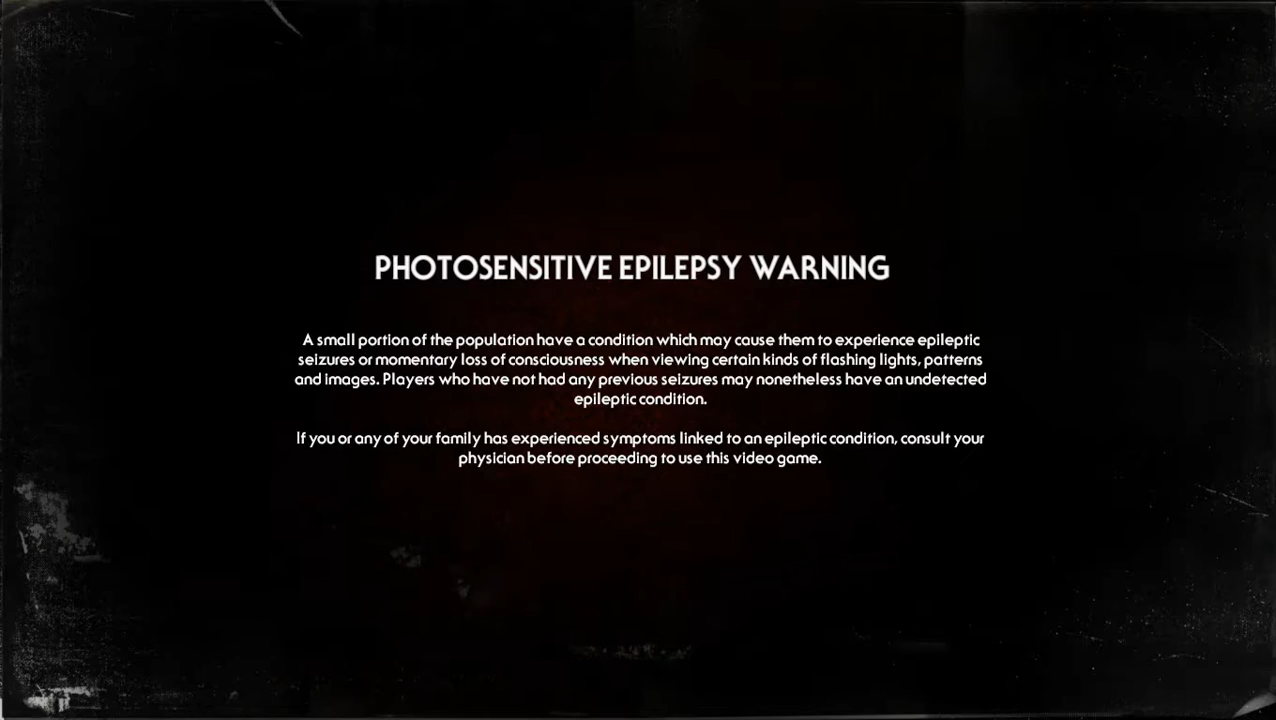 PHOTOSENSITIVE EPILEPSY WARNING
A small portion of the population have a condition which may cause them to experience epileptic
seizures or momentary loss of consciousness when viewing certain kinds of flashing lights, patterns
and images. Players who have not had any previous seizures may nonetheless have an undetected
epileptic condition.
If you or any of your family has experienced symptoms linked to an epileptic condition, consult your
physician before proceeding to use this video game.